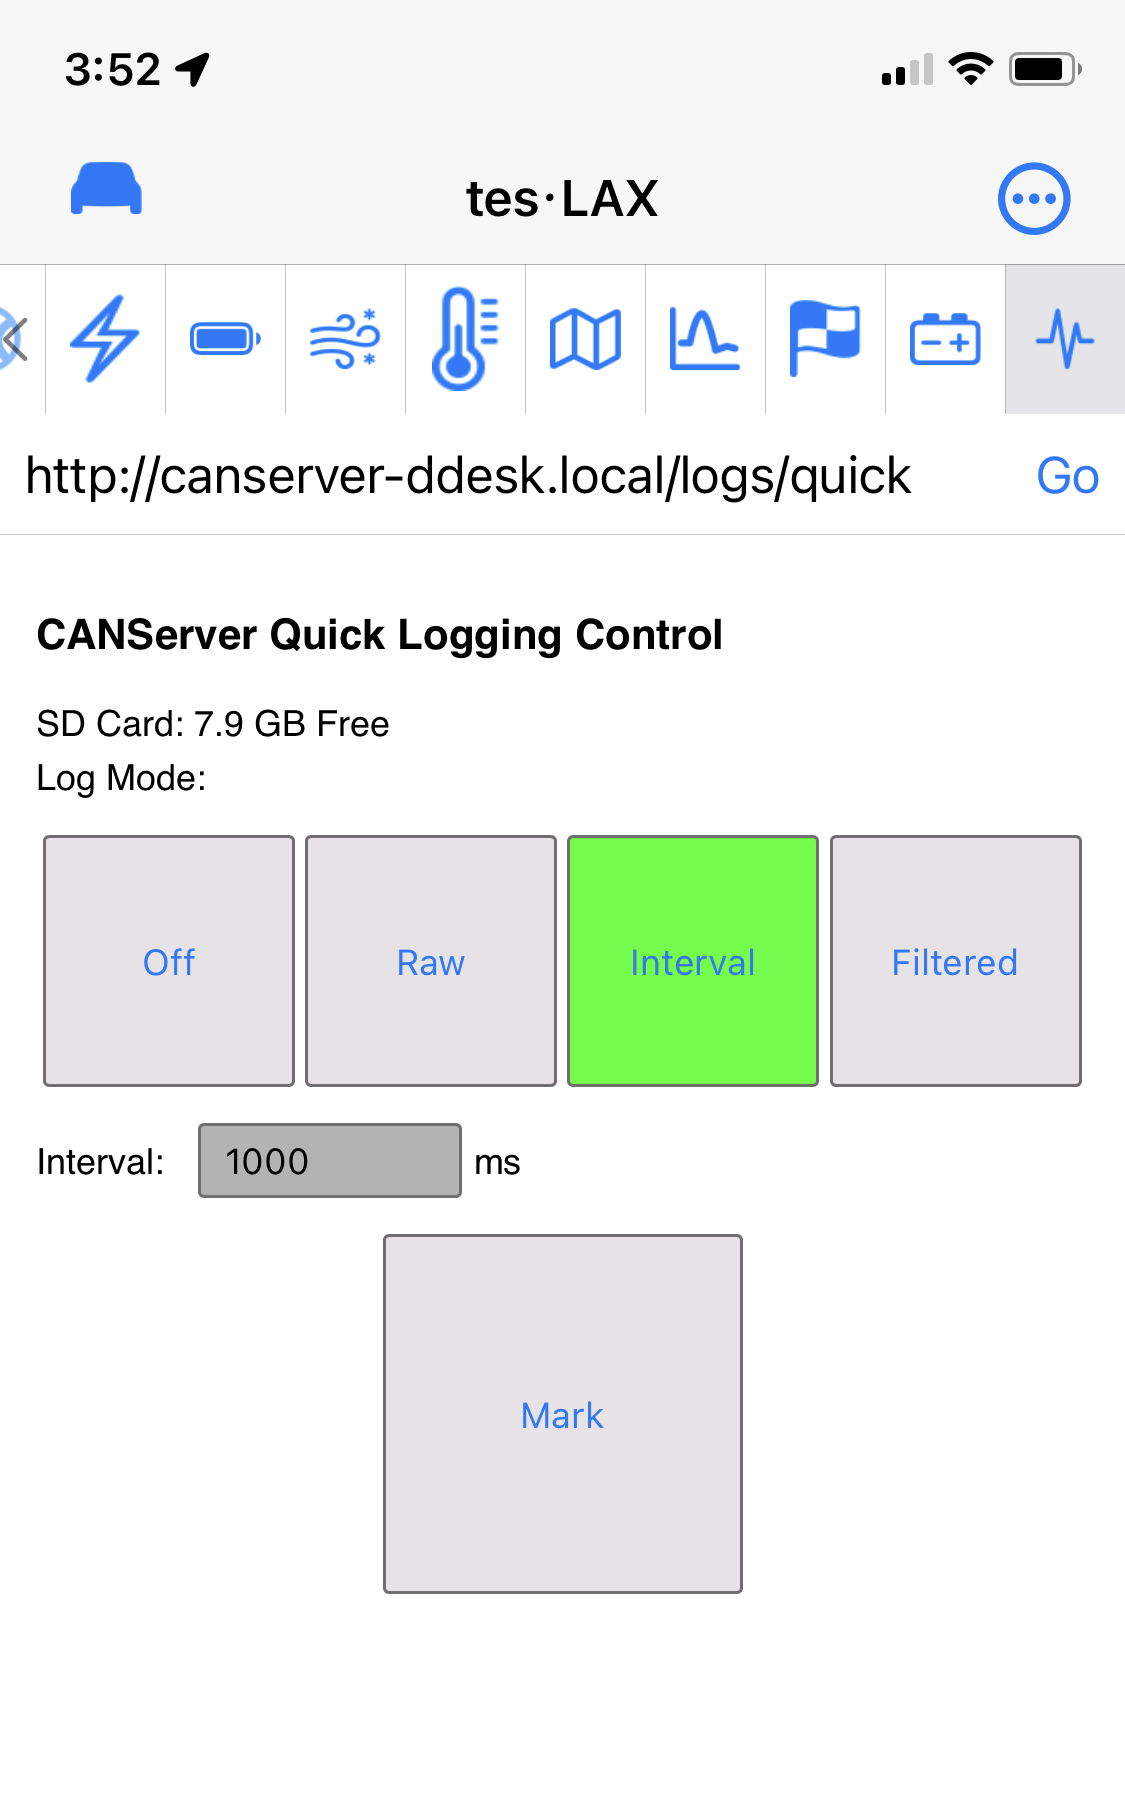 3:52
tes·LAX
http://canserver-ddesk.local/logs/quick Go
CANServer Quick Logging Control
SD Card: 7.9 GB Free
Log Mode:
Off Raw Interval Filtered
Interval: 1000 ms
Mark